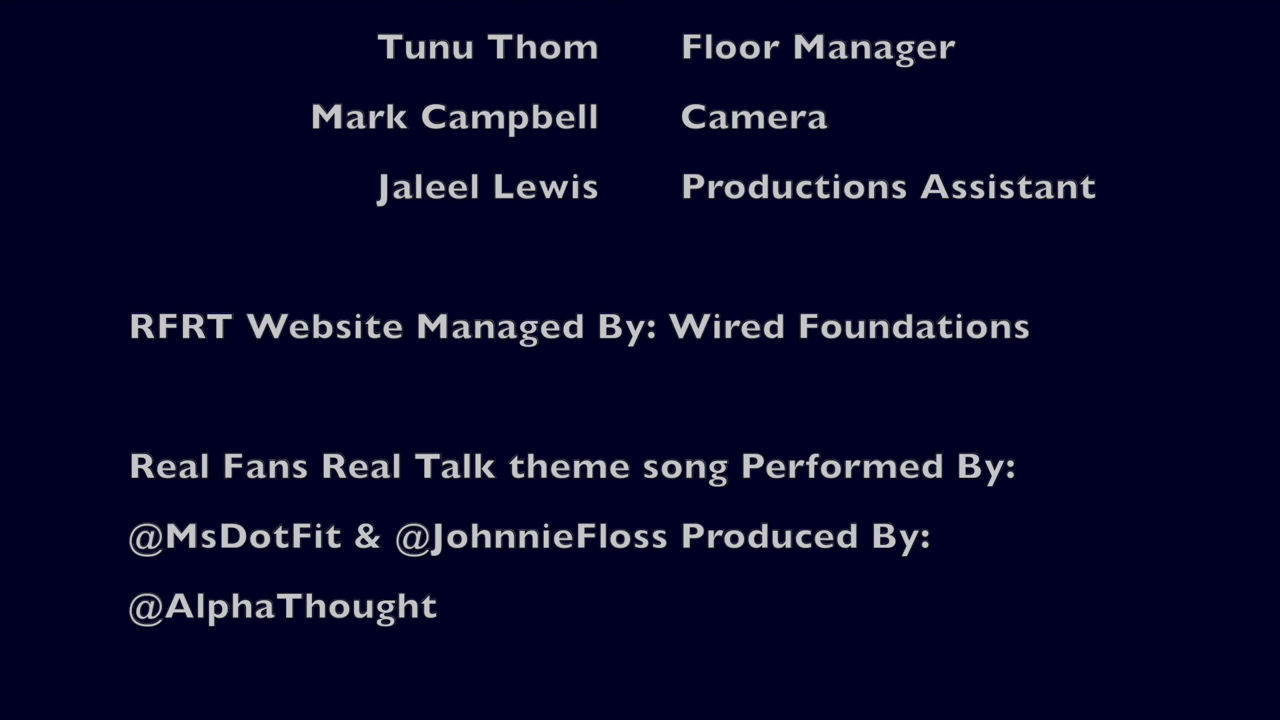 Tunu Thom Floor Manager
Mark Campbell Camera
Jaleel Lewis Productions Assistant
RFRT Website Managed By: Wired Foundations
Real Fans Real Talk theme song Performed By:
@MsDotFit & @JohnnieFloss Produced By:
@AlphaThought